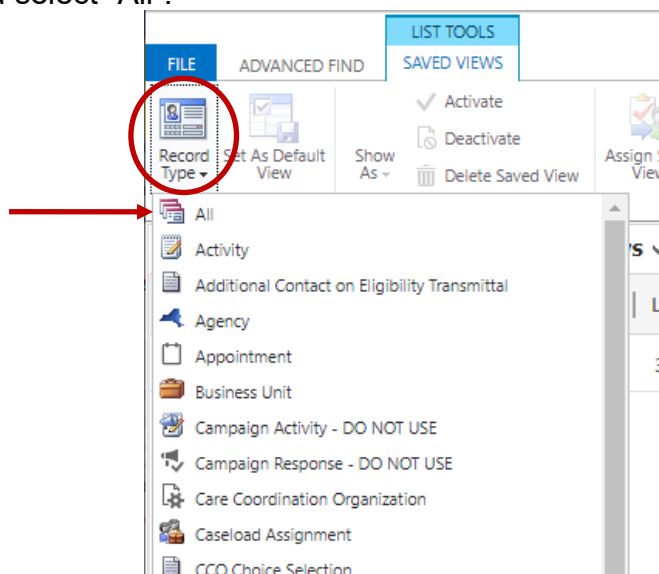 select "All".
LIST TOOLS
FILE ADVANCED FIND SAVED VIEWS
Record Type
Set As Default View
Show As
Activate
Deactivate
Delete Saved View
Assign
All
Activity
Additional Contact on Eligibility Transmittal
Agency
Appointment
Business Unit
Campaign Activity - DO NOT USE
Campaign Response - DO NOT USE
Care Coordination Organization
Caseload Assignment
CCO Choice Selection